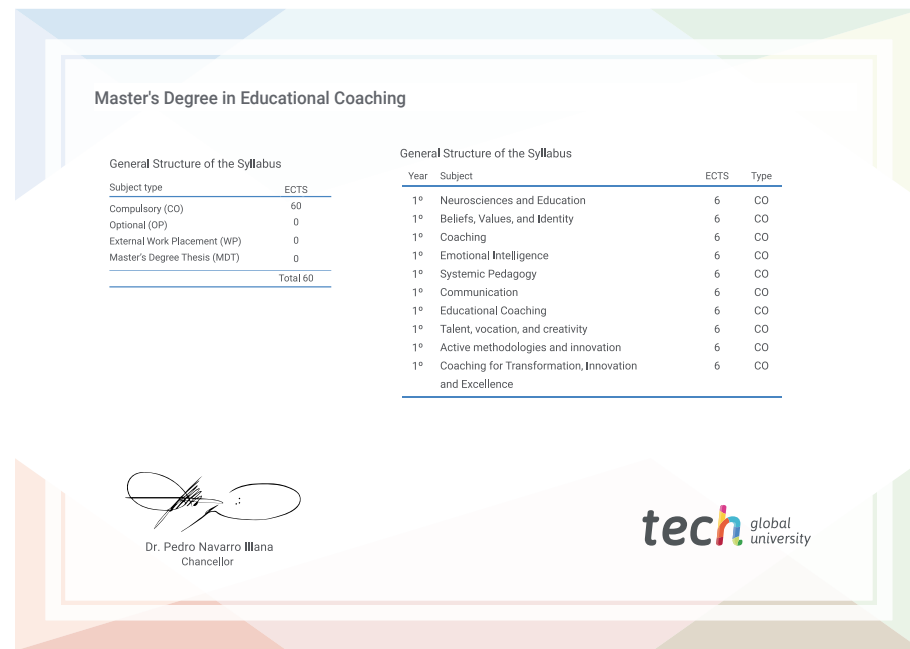 Master's Degree in Educational Coaching
General Structure of the Syllabus
Subject type ECTS
Compulsory (CO) 60
Optional (OP) 0
External Work Placement (WP) 0
Master's Degree Thesis (MDT) 0
Total 60
General Structure of the Syllabus
Year Subject ECTS Type
1º Neurosciences and Education 6 CO
1º Beliefs, Values, and Identity 6 CO
1º Coaching 6 CO
1º Emotional Intelligence 6 CO
1º Systemic Pedagogy 6 CO
1º Communication 6 CO
1º Educational Coaching 6 CO
1º Talent, vocation, and creativity 6 CO
1º Active methodologies and innovation 6 CO
1º Coaching for Transformation, Innovation 6 CO
and Excellence
Dr. Pedro Navarro Illana
Chancellor
tech global
university